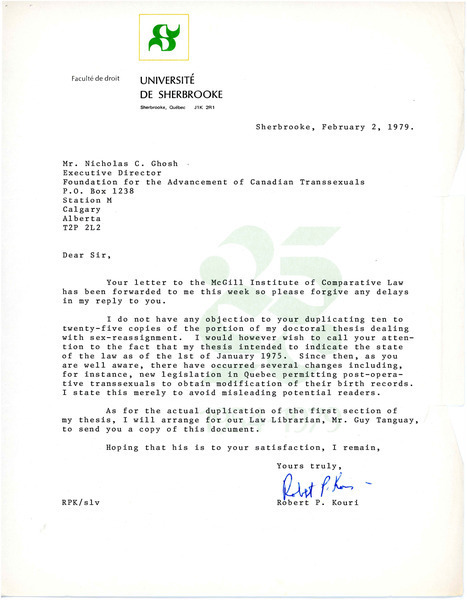 Faculté de droit
UNIVERSITÉ
DE SHERBROOKE
Sherbrooke, Québec J1K 2R1
Sherbrooke, February 2, 1979.
Mr. Nicholas C. Ghosh
Executive Director
Foundation for the Advancement of Canadian Transsexuals
P.O. Box 1238
Station M
Calgary
Alberta
T2P 2L2
Dear Sir,
Your letter to the McGill Institute of Comparative Law
has been forwarded to me this week so please forgive any delays
in my reply to you.
I do not have any objection to your duplicating ten to
twenty-five copies of the portion of my doctoral thesis dealing
with sex-reassignment. I would however wish to call your atten-
tion to the fact that my thesis intended to indicate the state
of the law as of the 1st of January 1975. Since then, as you
are well aware, there have occurred several changes including,
for instance, new legislation in Quebec permitting post-opera-
tive transsexuals to obtain modification of their birth records.
I state this merely to avoid misleading potential readers.
As for the actual duplication of the first section of
my thesis, I will arrange for our Law Librarian, Mr. Guy Tanguay,
to send you a copy of this document.
Hoping that his is to your satisfaction, I remain,
Yours truly,
Robert P. Kouri
RPK/slv
Robert P. Kouri